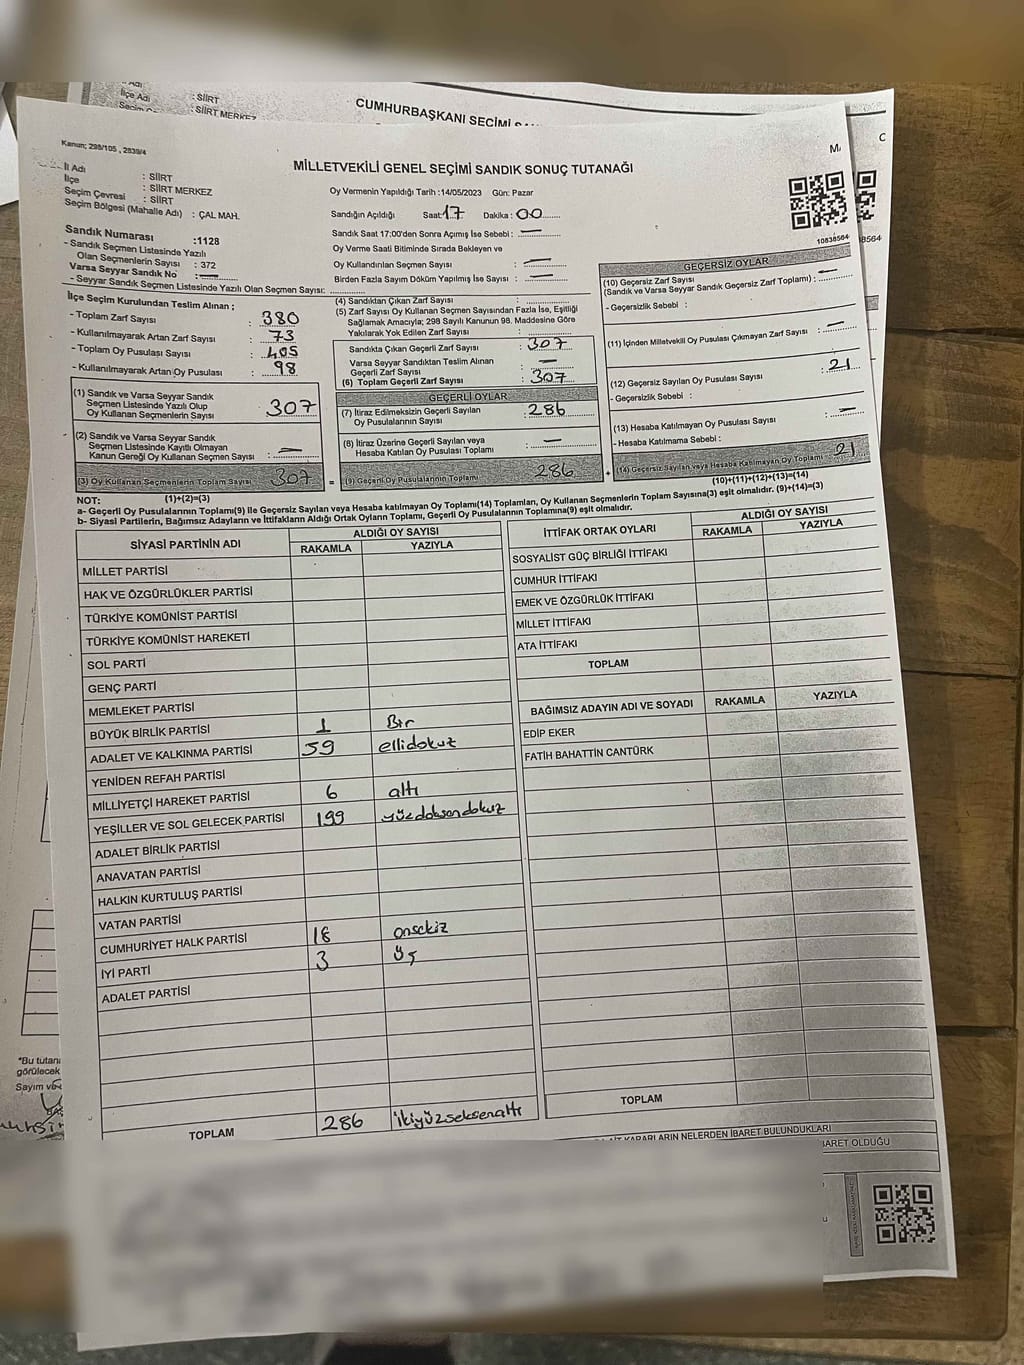 İlçe Adı : SİİRT
: SİİRT MERKEZ
CUMHURBAŞKANI SEÇİMİ
Kanun; 298/105 , 2839/4
MİLLETVEKİLİ GENEL SEÇİMİ SANDIK SONUÇ TUTANAĞI
İl Adı : SİİRT
İlçe : SİİRT MERKEZ
Seçim Çevresi : SİİRT
Seçim Bölgesi (Mahalle Adı) : ÇAL MAH.
Oy Vermenin Yapıldığı Tarih :14/05/2023 Gün: Pazar
Sandığın Açıldığı Saat: 17 Dakika : 00
Sandık Saat 17:00'den Sonra Açımış İse Sebebi : —
Oy Verme Saati Bitiminde Sırada Bekleyen ve
Oy Kullandırılan Seçmen Sayısı : —
Birden Fazla Sayım Döküm Yapılmış İse Sayısı : —
10838564
Sandık Numarası :1128
- Sandık Seçmen Listesinde Yazılı
Olan Seçmenlerin Sayısı : 372
Varsa Seyyar Sandık No : —
- Seyyar Sandık Seçmen Listesinde Yazılı Olan Seçmen Sayısı:
İlçe Seçim Kurulundan Teslim Alınan ;
- Toplam Zarf Sayısı : 380
- Kullanılmayarak Artan Zarf Sayısı : 73
- Toplam Oy Pusulası Sayısı : 405
- Kullanılmayarak Artan Oy Pusulası : 98
(1) Sandık ve Varsa Seyyar Sandık
Seçmen Listesinde Yazılı Olup
Oy Kullanan Seçmenlerin Sayısı : 307
(2) Sandık ve Varsa Seyyar Sandık
Seçmen Listesinde Kayıtlı Olmayan
Kanun Gereği Oy Kullanan Seçmen Sayısı : —
(3) Oy Kullanan Seçmenlerin Toplam Sayısı 307
(1)+(2)=(3)
(4) Sandıktan Çıkan Zarf Sayısı :
(5) Zarf Sayısı Oy Kullanan Seçmen Sayısından Fazla İse, Eşitliği
Sağlamak Amacıyla; 298 Sayılı Kanunun 98. Maddesine Göre
Yakılarak Yok Edilen Zarf Sayısı :
Sandıkta Çıkan Geçerli Zarf Sayısı : 307
Varsa Seyyar Sandıktan Teslim Alınan
Geçerli Zarf Sayısı : —
(6) Toplam Geçerli Zarf Sayısı : 307
GEÇERLİ OYLAR
(7) İtiraz Edilmeksizin Geçerli Sayılan
Oy Pusulalarının Sayısı : 286
(8) İtiraz Üzerine Geçerli Sayılan veya
Hesaba Katılan Oy Pusulası Toplamı : —
= (9) Geçerli Oy Pusulalarının Toplamı 286 +
GEÇERSİZ OYLAR
(10) Geçersiz Zarf Sayısı
(Sandık ve Varsa Seyyar Sandık Geçersiz Zarf Toplamı) : —
- Geçersizlik Sebebi :
(11) İçinden Milletvekili Oy Pusulası Çıkmayan Zarf Sayısı : —
(12) Geçersiz Sayılan Oy Pusulası Sayısı : 21
- Geçersizlik Sebebi :
(13) Hesaba Katılmayan Oy Pusulası Sayısı : —
- Hesaba Katılmama Sebebi :
(14) Geçersiz Sayılan veya Hesaba Katılmayan Oy Toplamı 21
(10)+(11)+(12)+(13)=(14)
NOT:
a- Geçerli Oy Pusulalarının Toplamı(9) ile Geçersiz Sayılan veya Hesaba katılmayan Oy Toplamı(14) Toplamları, Oy Kullanan Seçmenlerin Toplam Sayısına(3) eşit olmalıdır. (9)+(14)=(3)
b- Siyasi Partilerin, Bağımsız Adayların ve İttifakların Aldığı Ortak Oyların Toplamı, Geçerli Oy Pusulalarının Toplamına(9) eşit olmalıdır.
SİYASİ PARTİNİN ADI ALDIĞI OY SAYISI
RAKAMLA YAZIYLA
MİLLET PARTİSİ
HAK VE ÖZGÜRLÜKLER PARTİSİ
TÜRKİYE KOMÜNİST PARTİSİ
TÜRKİYE KOMÜNİST HAREKETİ
SOL PARTİ
GENÇ PARTİ
MEMLEKET PARTİSİ
BÜYÜK BİRLİK PARTİSİ 1 Bir
ADALET VE KALKINMA PARTİSİ 59 ellidokuz
YENİDEN REFAH PARTİSİ
MİLLİYETÇİ HAREKET PARTİSİ 6 altı
YEŞİLLER VE SOL GELECEK PARTİSİ 199 yüzdoksandokuz
ADALET BİRLİK PARTİSİ
ANAVATAN PARTİSİ
HALKIN KURTULUŞ PARTİSİ
VATAN PARTİSİ
CUMHURİYET HALK PARTİSİ 18 onsekiz
İYİ PARTİ 3 üç
ADALET PARTİSİ
TOPLAM 286 ikiyüzseksenaltı
İTTİFAK ORTAK OYLARI ALDIĞI OY SAYISI
RAKAMLA YAZIYLA
SOSYALİST GÜÇ BİRLİĞİ İTTİFAKI
CUMHUR İTTİFAKI
EMEK VE ÖZGÜRLÜK İTTİFAKI
MİLLET İTTİFAKI
ATA İTTİFAKI
TOPLAM
BAĞIMSIZ ADAYIN ADI VE SOYADI RAKAMLA YAZIYLA
EDİP EKER
FATİH BAHATTİN CANTÜRK
TOPLAM
KARARLARIN NELERDEN İBARET BULUNDUKLARI
İBARET OLDUĞU
*Bu tutana
görülecek
Sayım ve